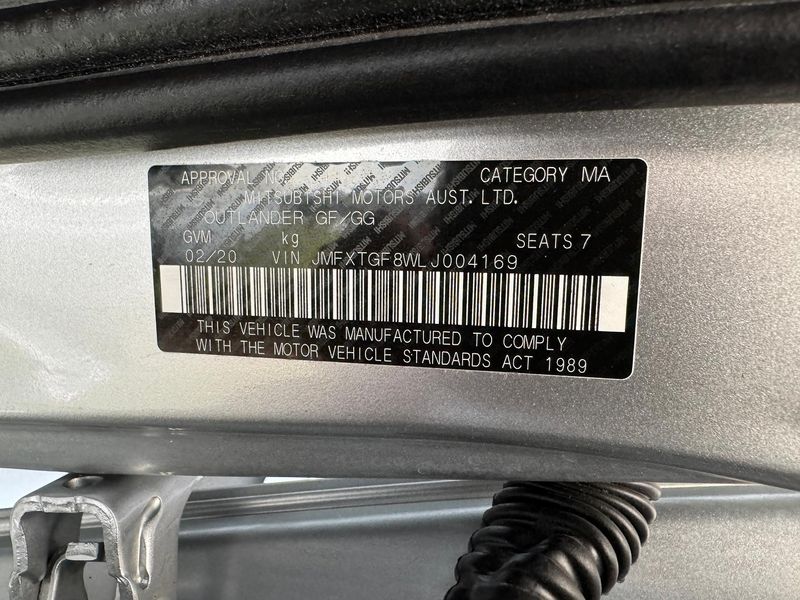 APPROVAL NO. CATEGORY MA
MITSUBISHI MOTORS AUST. LTD.
OUTLANDER GF/GG
GVM kg SEATS 7
02/20 VIN JMFXTGF8WLJ004169
THIS VEHICLE WAS MANUFACTURED TO COMPLY
WITH THE MOTOR VEHICLE STANDARDS ACT 1989